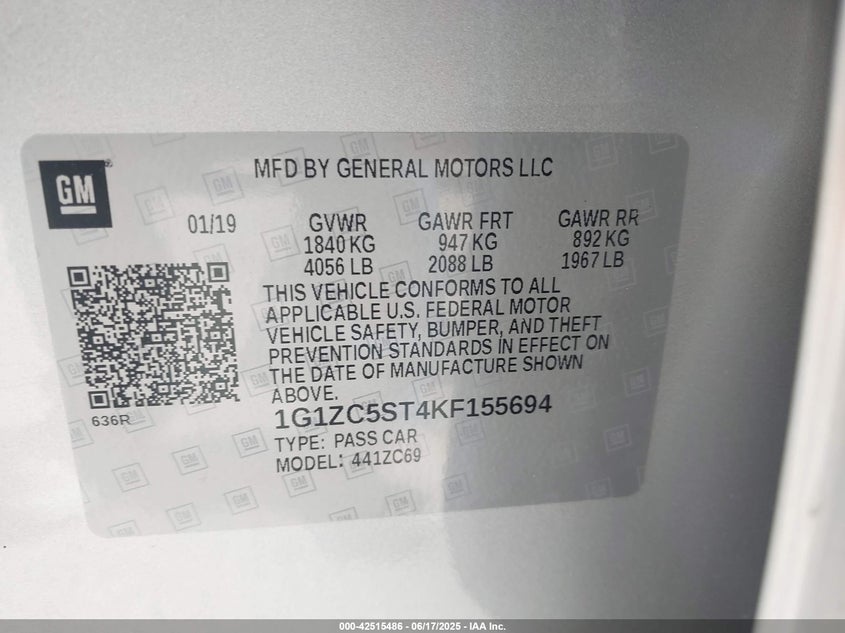 GM
MFD BY GENERAL MOTORS LLC
01/19 GVWR GAWR FRT GAWR RR
1840 KG 947 KG 892 KG
4056 LB 2088 LB 1967 LB
THIS VEHICLE CONFORMS TO ALL
APPLICABLE U.S. FEDERAL MOTOR
VEHICLE SAFETY, BUMPER, AND THEFT
PREVENTION STANDARDS IN EFFECT ON
THE DATE OF MANUFACTURE SHOWN
ABOVE.
636R
1G1ZC5ST4KF155694
TYPE: PASS CAR
MODEL: 441ZC69
000-42515486 - 06/17/2025 - IAA Inc.